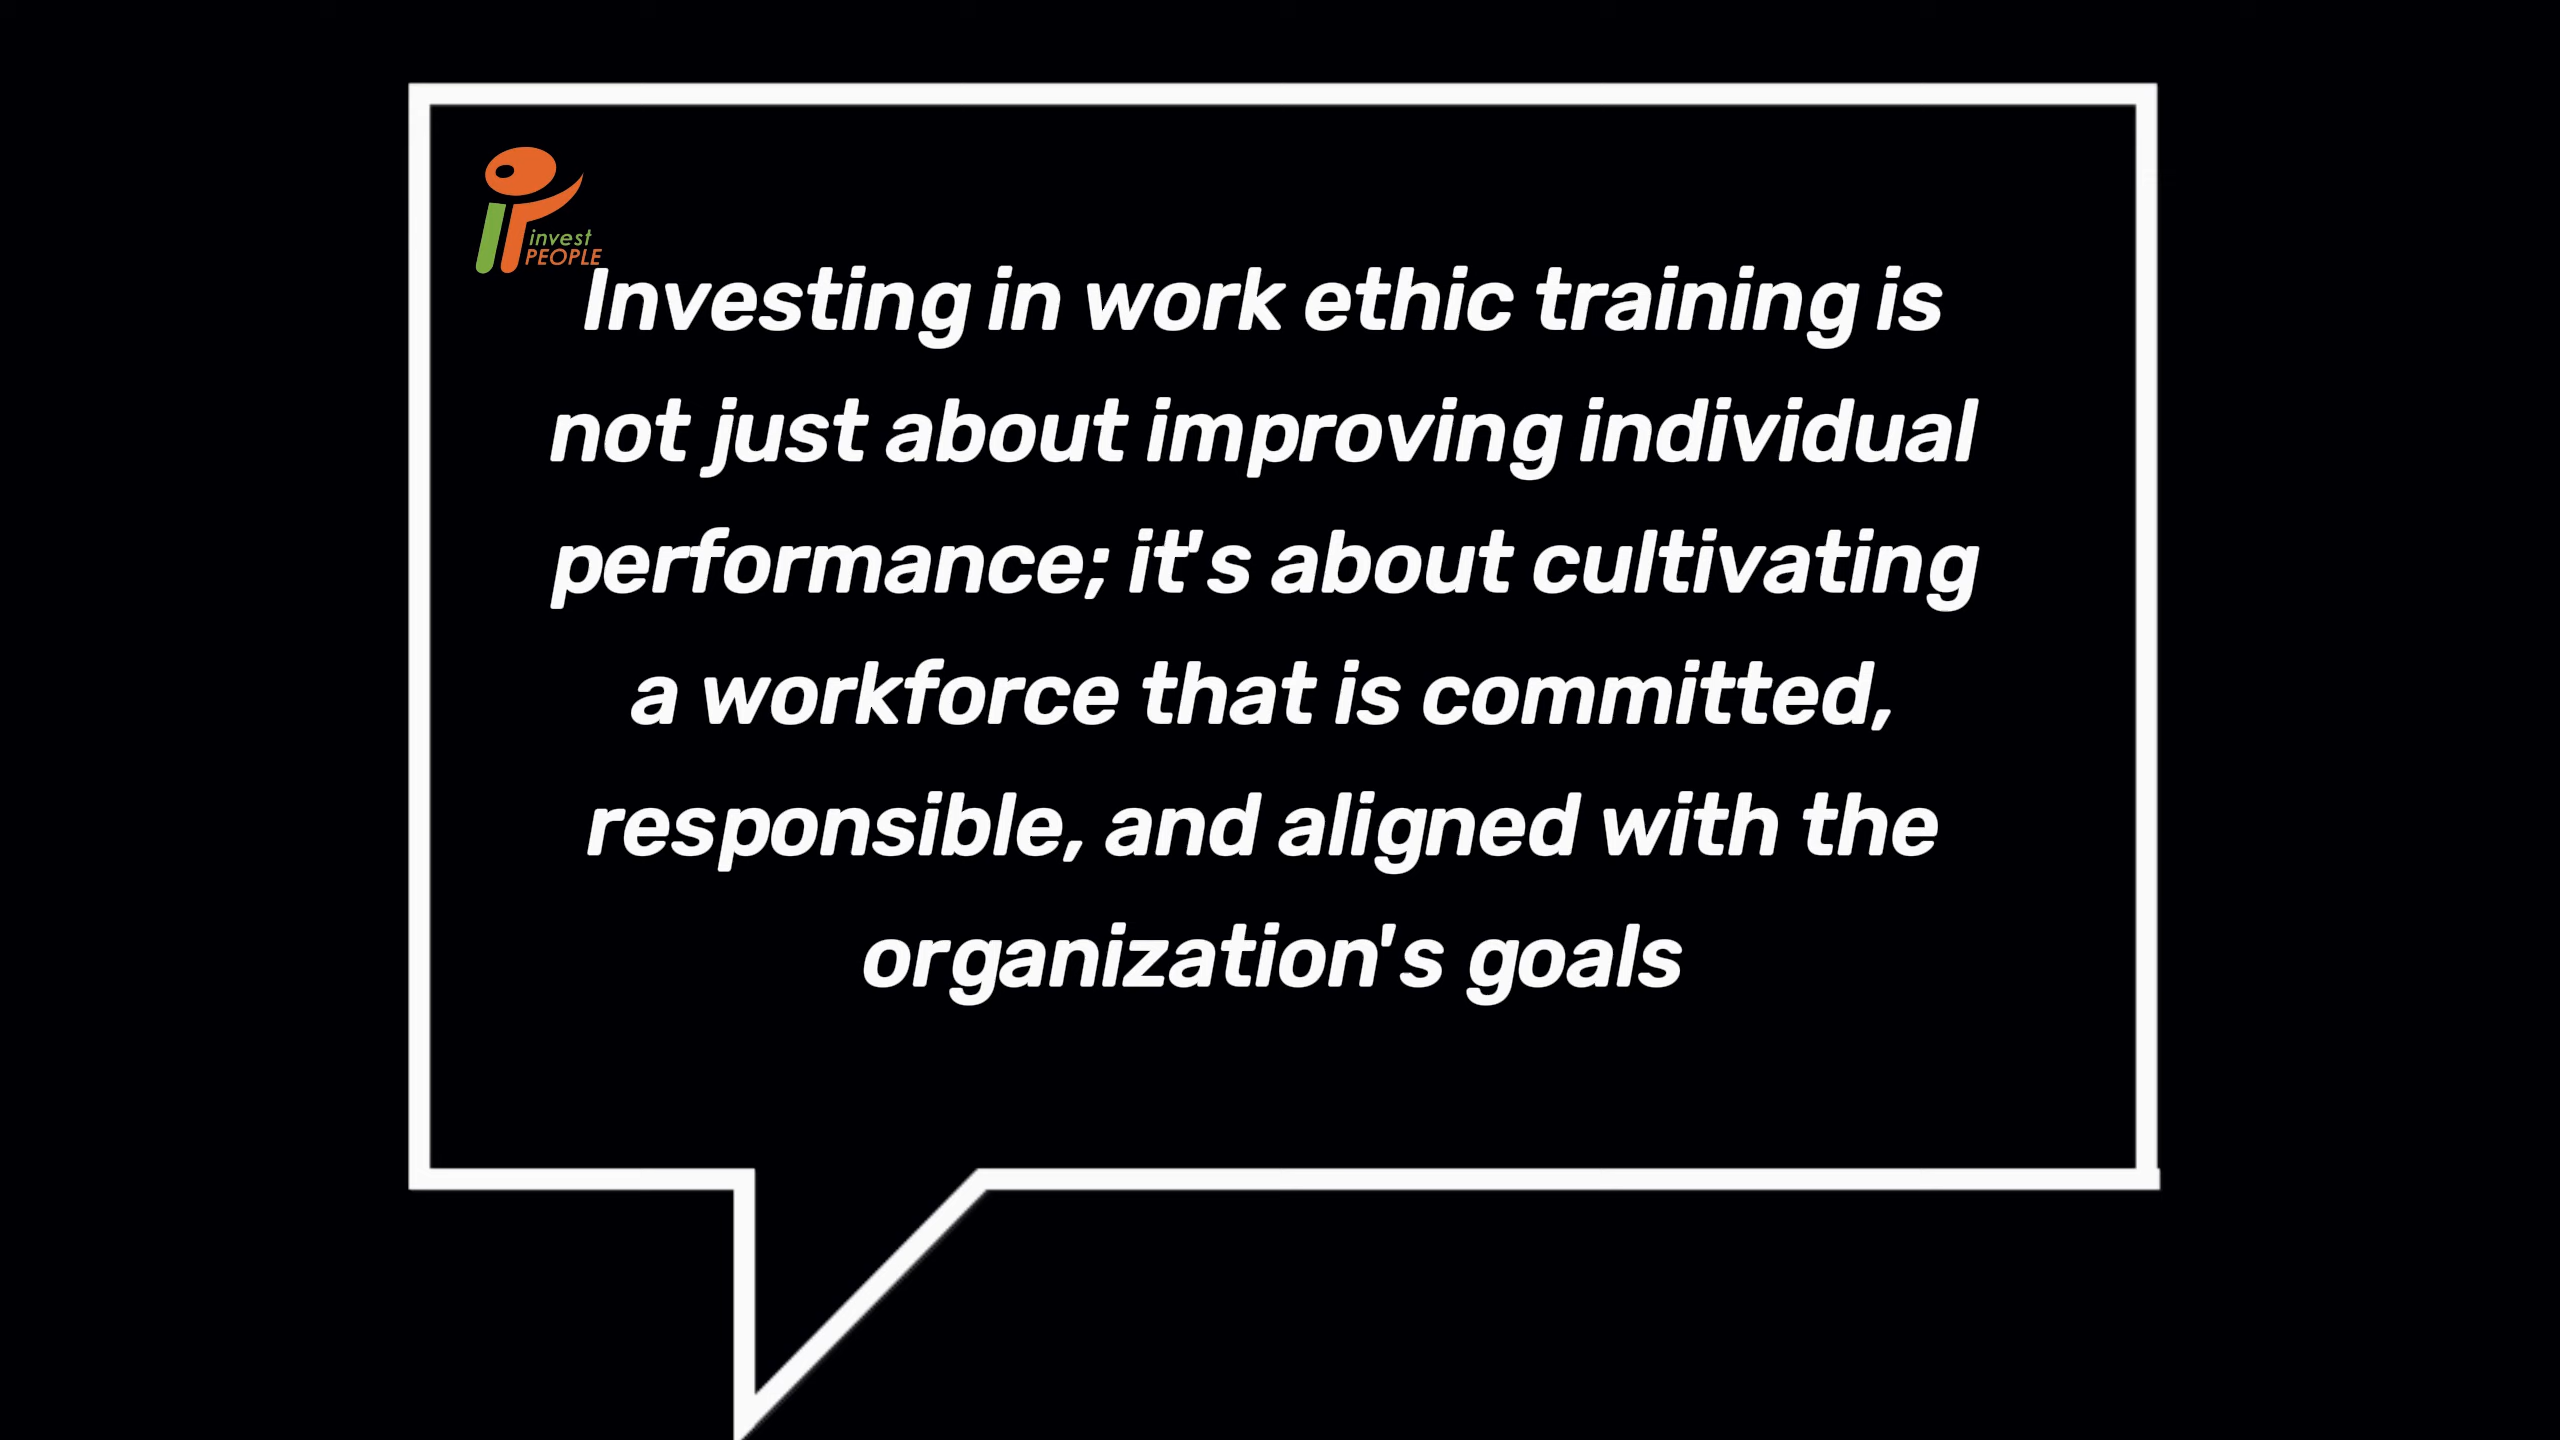 invest
PEOPLE
Investing in work ethic training is
not just about improving individual
performance; it's about cultivating
a workforce that is committed,
responsible, and aligned with the
organization's goals